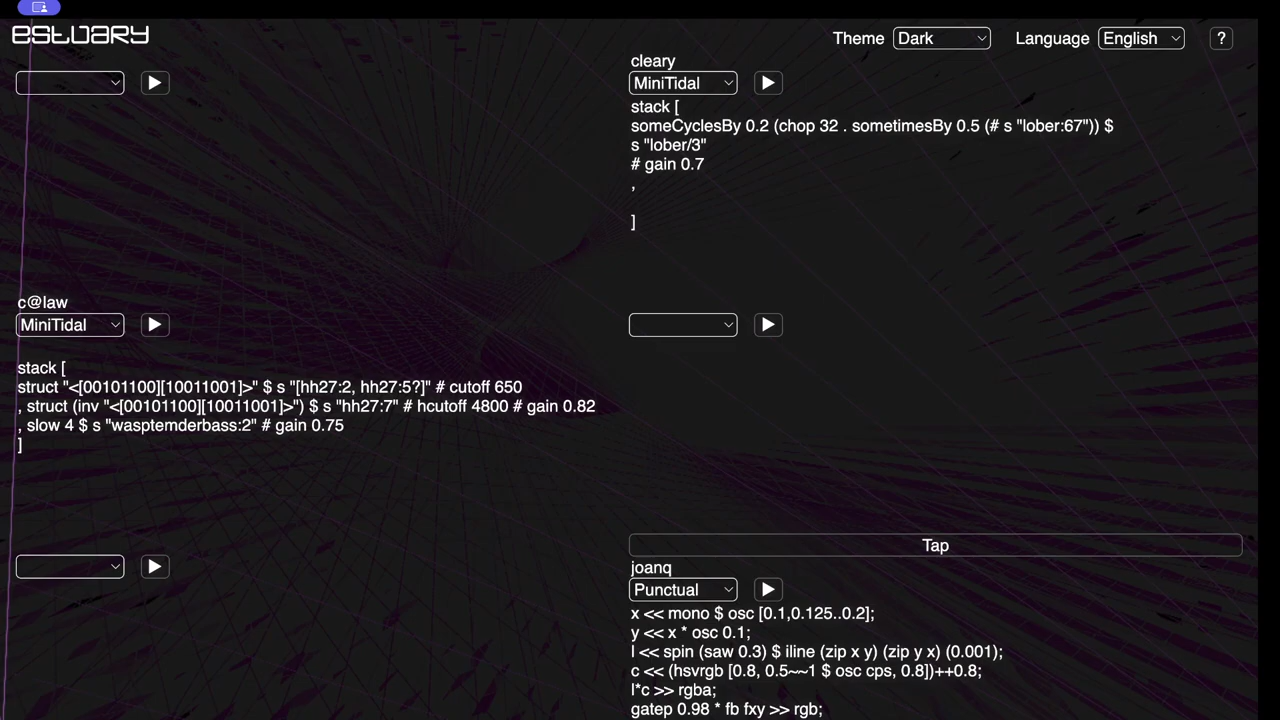 estuary
Theme Dark Language English ?
cleary
MiniTidal
stack [
someCyclesBy 0.2 (chop 32 . sometimesBy 0.5 (# s "lober:67")) $
s "lober/3"
# gain 0.7
,
]
c@law
MiniTidal
stack [
struct "<[00101100][10011001]>" $ s "[hh27:2, hh27:5?]" # cutoff 650
, struct (inv "<[00101100][10011001]>") $ s "hh27:7" # hcutoff 4800 # gain 0.82
, slow 4 $ s "wasptemderbass:2" # gain 0.75
]
Tap
joanq
Punctual
x << mono $ osc [0.1,0.125..0.2];
y << x * osc 0.1;
l << spin (saw 0.3) $ iline (zip x y) (zip y x) (0.001);
c << (hsvrgb [0.8, 0.5~~1 $ osc cps, 0.8])++0.8;
l*c >> rgba;
gatep 0.98 * fb fxy >> rgb;